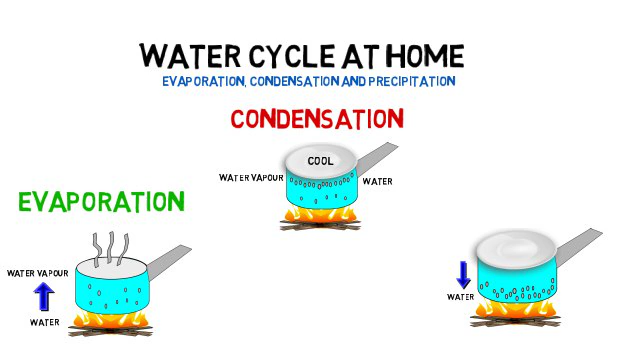 WATER CYCLE AT HOME
EVAPORATION, CONDENSATION AND PRECIPITATION
CONDENSATION
COOL
WATER VAPOUR
WATER
EVAPORATION
WATER VAPOUR
WATER
WATER